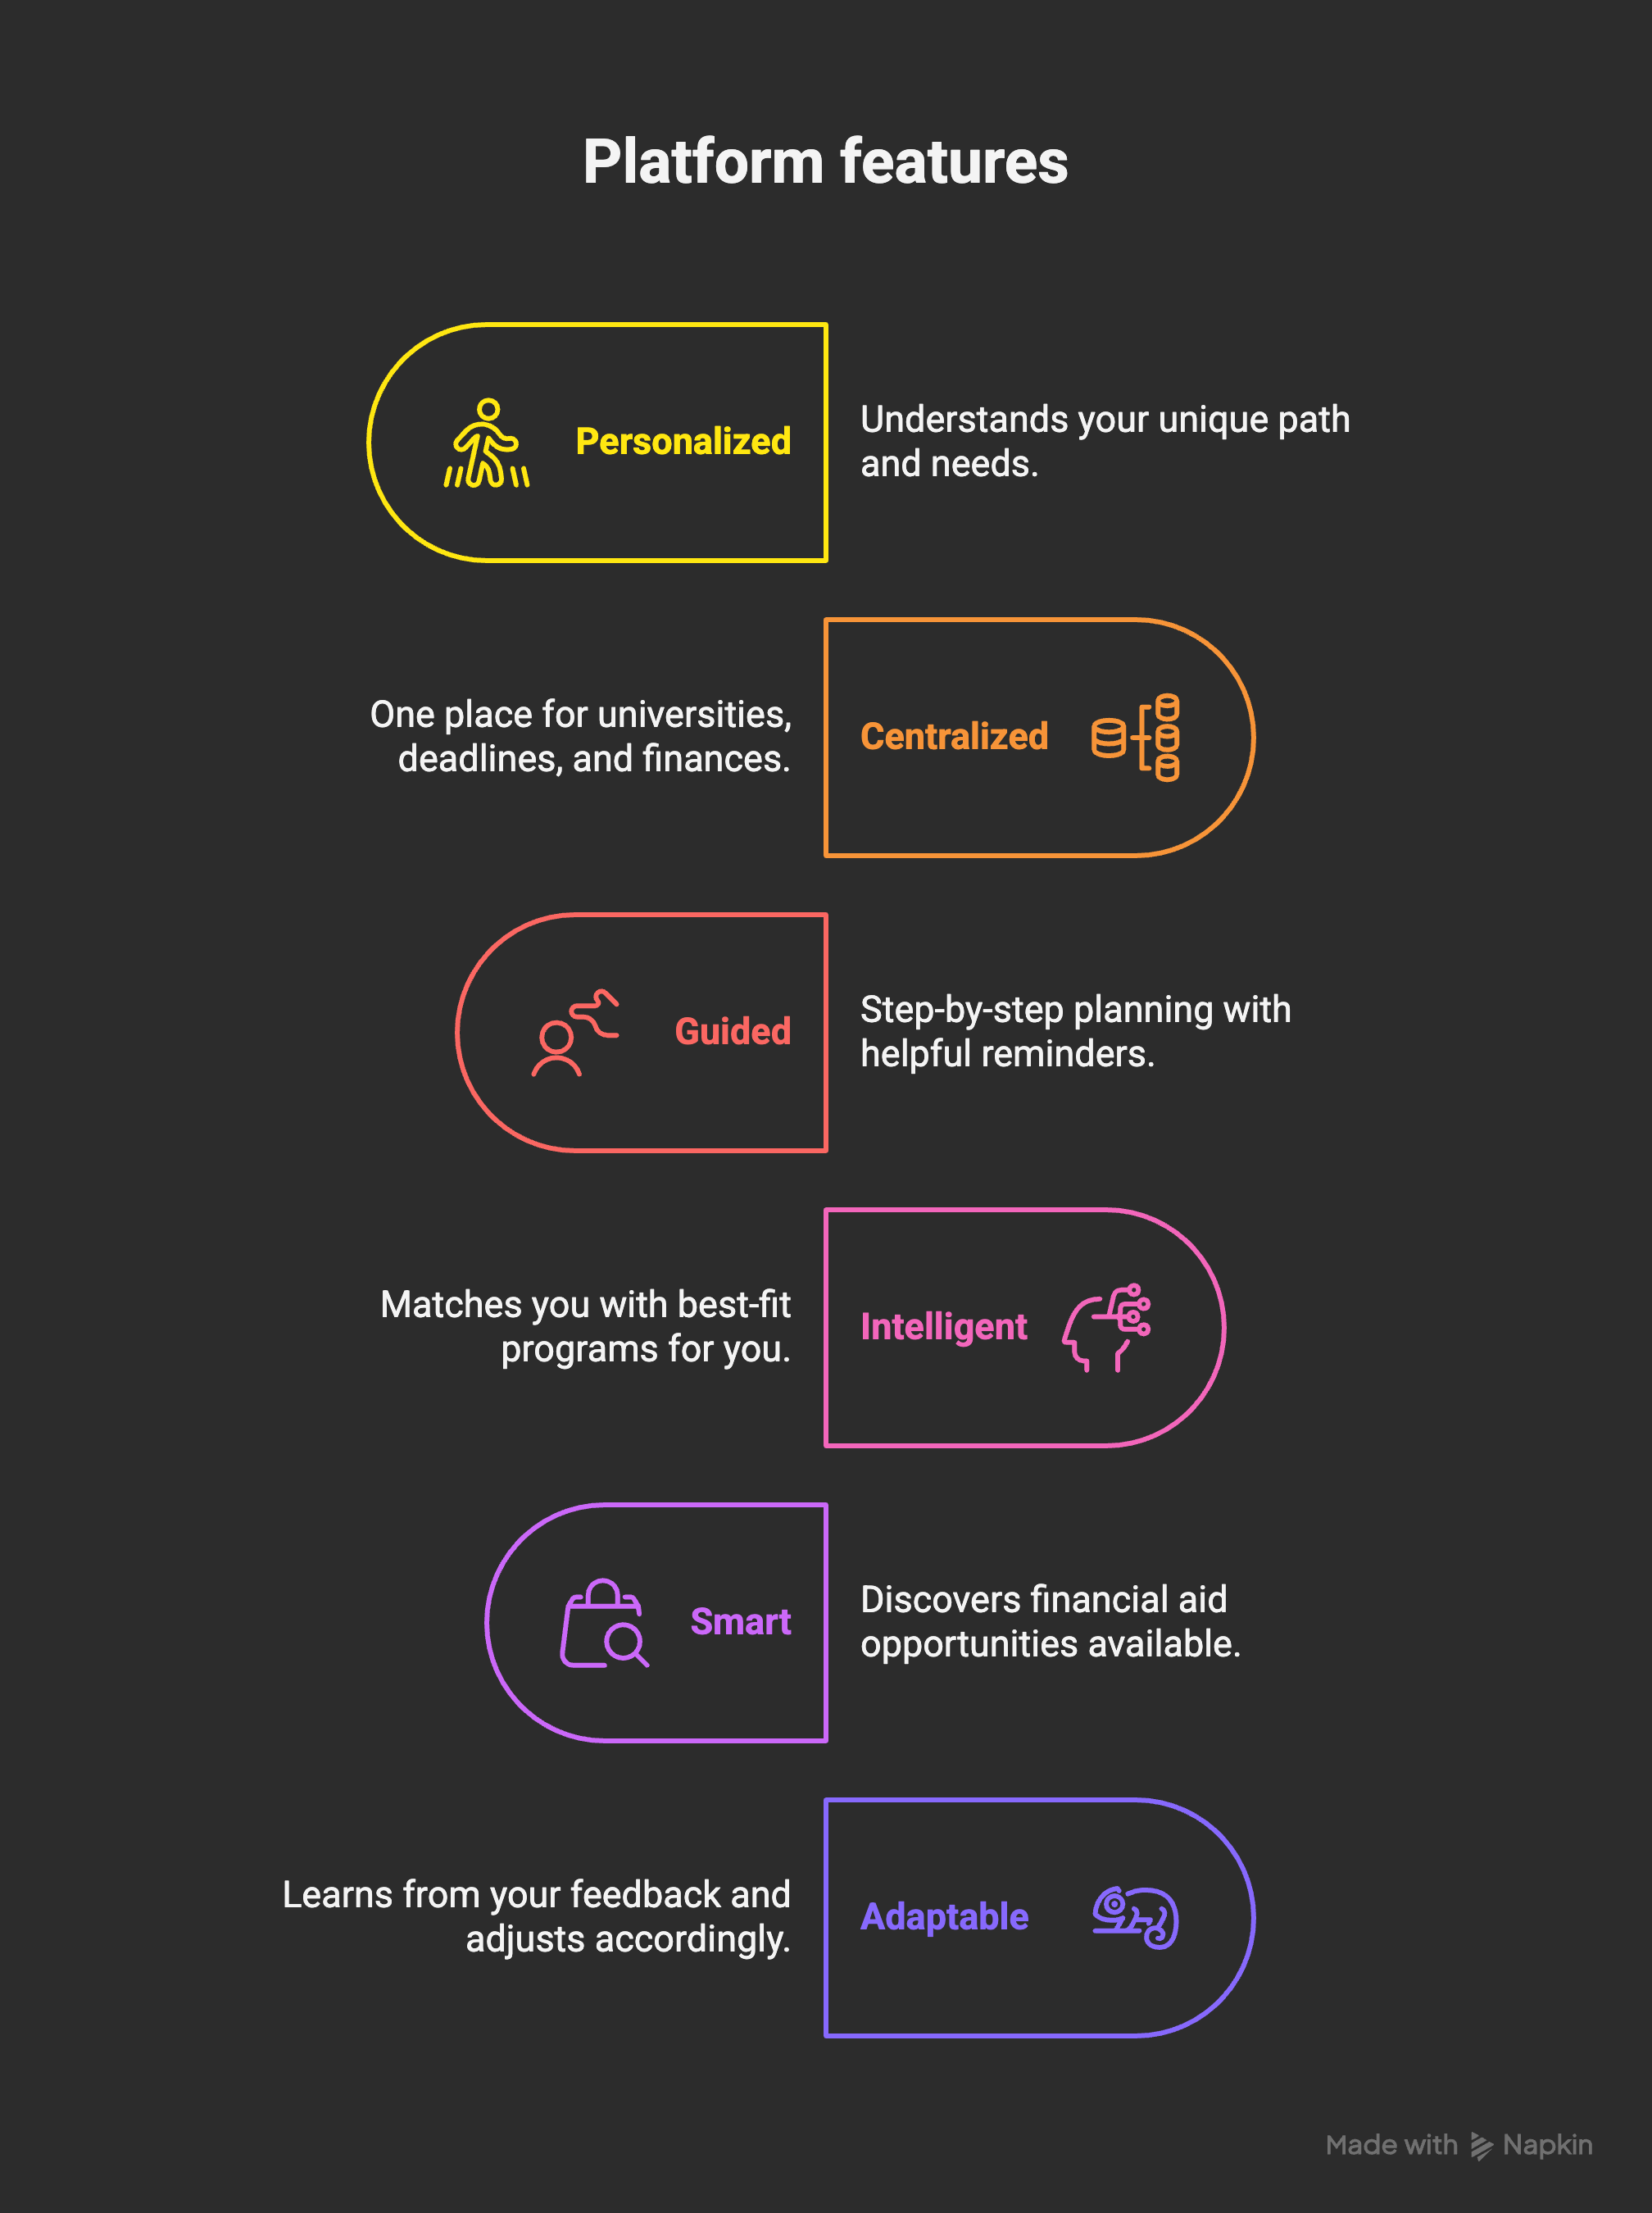 Platform features
Personalized
Understands your unique path
and needs.
One place for universities,
deadlines, and finances.
Centralized
Guided
Step-by-step planning with
helpful reminders.
Matches you with best-fit
programs for you.
Intelligent
Smart
Discovers financial aid
opportunities available.
Learns from your feedback and
adjusts accordingly.
Adaptable
Made with Napkin